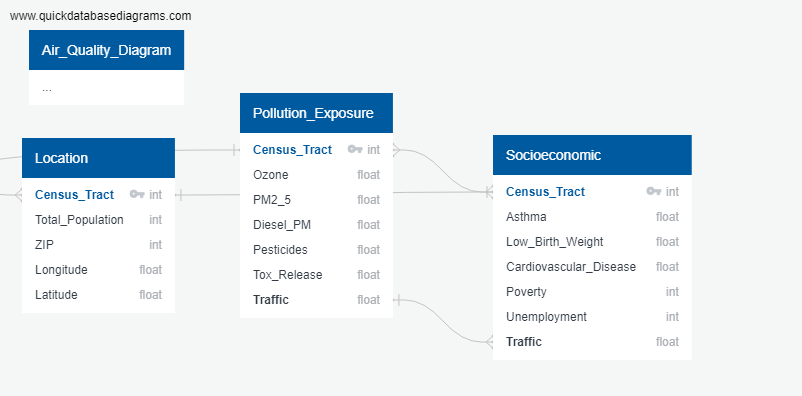 www.quickdatabasediagrams.com
Air_Quality_Diagram
...
Location
Census_Tract int
Total_Population int
ZIP int
Longitude float
Latitude float
Pollution_Exposure
Census_Tract int
Ozone float
PM2_5 float
Diesel_PM float
Pesticides float
Tox_Release float
Traffic float
Socioeconomic
Census_Tract int
Asthma float
Low_Birth_Weight float
Cardiovascular_Disease float
Poverty int
Unemployment int
Traffic float